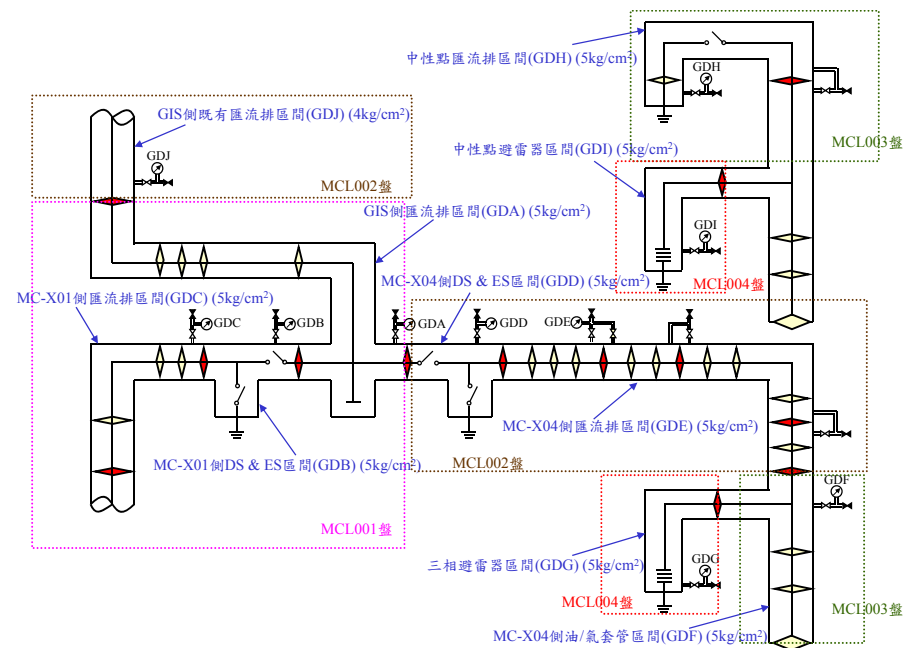 中性點匯流排區間(GDH) (5kg/cm²)
GDH
MCL003盤
GIS側既有匯流排區間(GDJ) (4kg/cm²)
GDJ
MCL002盤
中性點避雷器區間(GDI) (5kg/cm²)
GDI
MCL004盤
GIS側匯流排區間(GDA) (5kg/cm²)
MC-X04側DS & ES區間(GDD) (5kg/cm²)
MC-X01側匯流排區間(GDC) (5kg/cm²)
GDC
GDB
GDA
GDD
GDE
MC-X04側匯流排區間(GDE) (5kg/cm²)
MC-X01側DS & ES區間(GDB) (5kg/cm²)
MCL002盤
MCL001盤
GDF
三相避雷器區間(GDG) (5kg/cm²)
GDG
MCL004盤
MCL003盤
MC-X04側油/氣套管區間(GDF) (5kg/cm²)